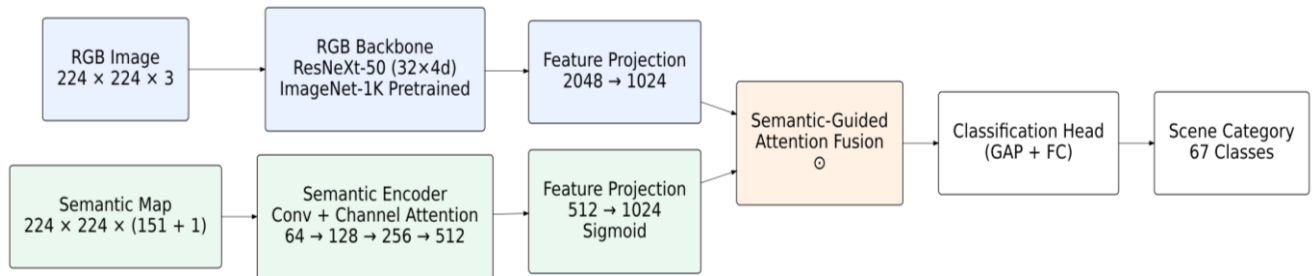 RGB Image
224 × 224 × 3
RGB Backbone
ResNeXt-50 (32×4d)
ImageNet-1K Pretrained
Feature Projection
2048 → 1024
Semantic Map
224 × 224 × (151 + 1)
Semantic Encoder
Conv + Channel Attention
64 → 128 → 256 → 512
Feature Projection
512 → 1024
Sigmoid
Semantic-Guided
Attention Fusion
⊙
Classification Head
(GAP + FC)
Scene Category
67 Classes